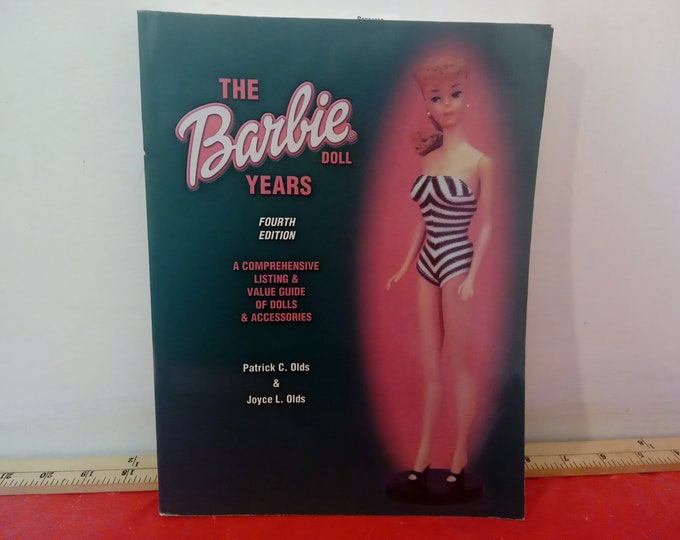 THE
Barbie®
DOLL
YEARS
FOURTH
EDITION
A COMPREHENSIVE
LISTING &
VALUE GUIDE
OF DOLLS
& ACCESSORIES
Patrick C. Olds
&
Joyce L. Olds